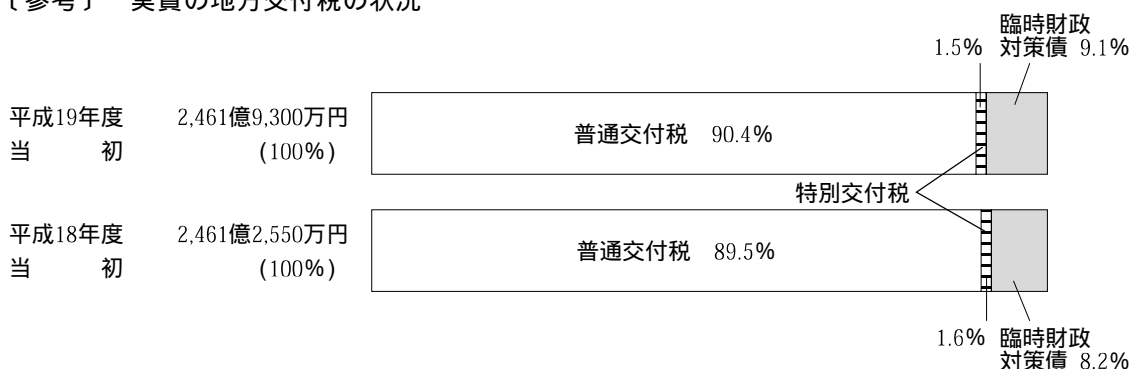 〔参考〕　実質の地方交付税の状況
臨時財政
1.5%　対策債 9.1%
平成19年度　2,461億9,300万円
当　　初　(100%)
普通交付税　90.4%
特別交付税
平成18年度　2,461億2,550万円
当　　初　(100%)
普通交付税　89.5%
1.6%　臨時財政
対策債 8.2%